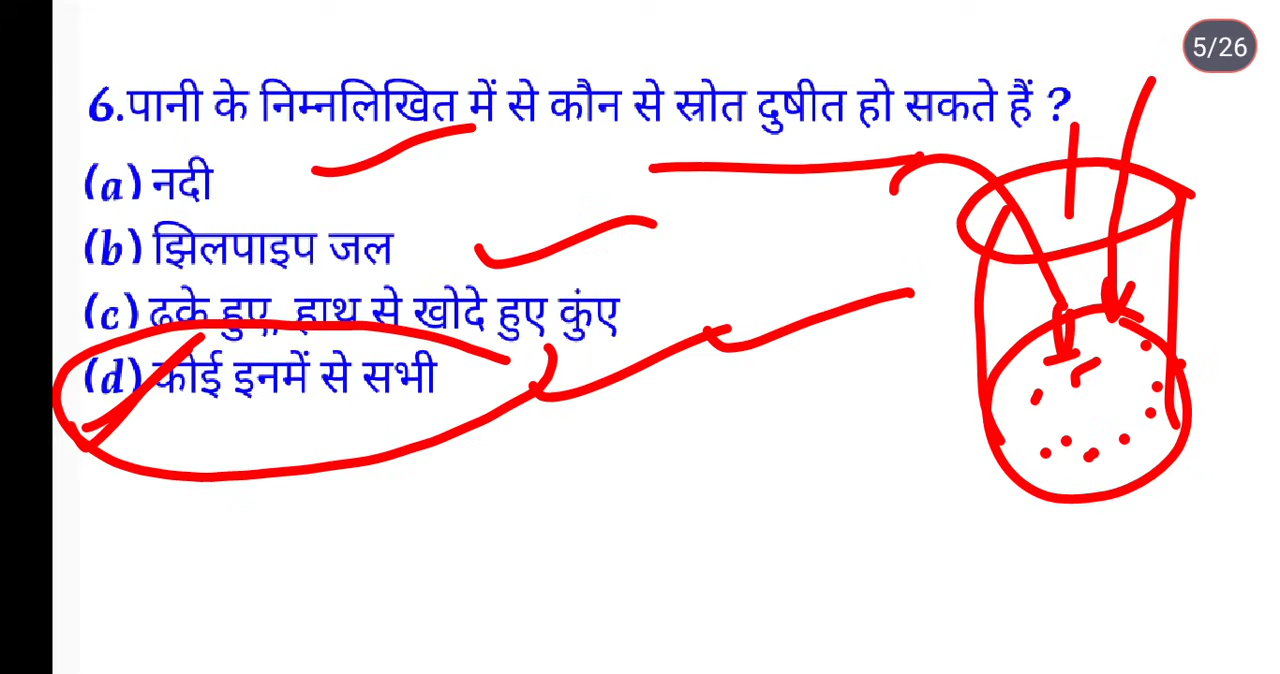 5/26
6.पानी के निम्नलिखित में से कौन से स्रोत दुषीत हो सकते हैं ?
(a) नदी
(b) झिलपाइप जल
(c) ढके हुए, हाथ से खोदे हुए कुंए
(d) कोई इनमें से सभी